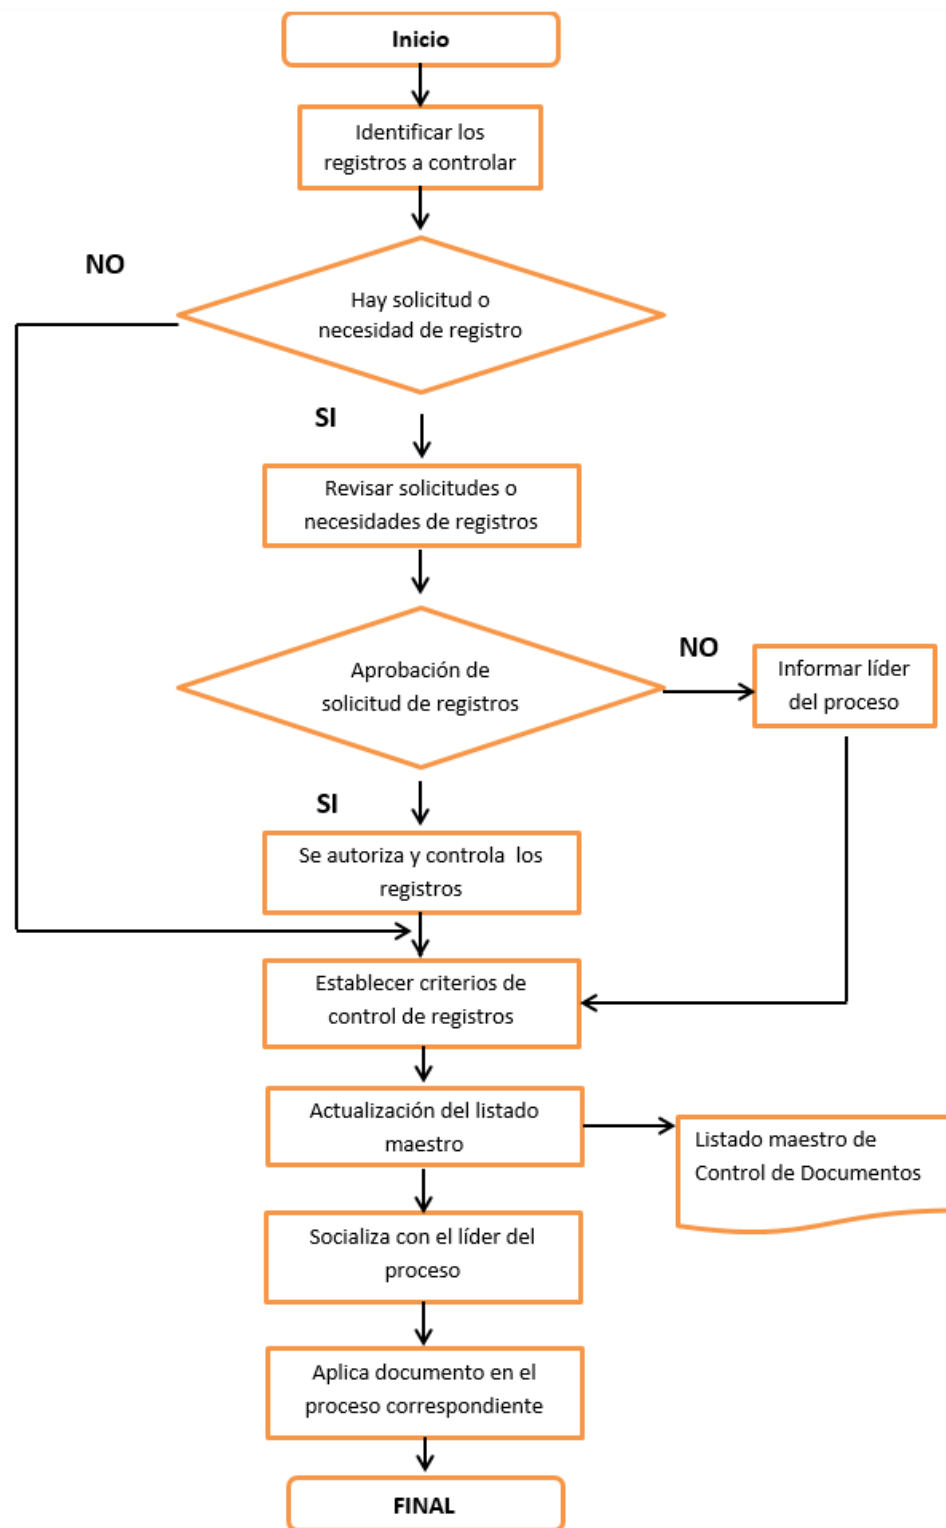 Inicio
Identificar los
registros a controlar
NO
Hay solicitud o
necesidad de registro
SI
Revisar solicitudes o
necesidades de registros
Aprobación de
solicitud de registros
NO
Informar líder
del proceso
SI
Se autoriza y controla los
registros
Establecer criterios de
control de registros
Actualización del listado
maestro
Listado maestro de
Control de Documentos
Socializa con el líder del
proceso
Aplica documento en el
proceso correspondiente
FINAL